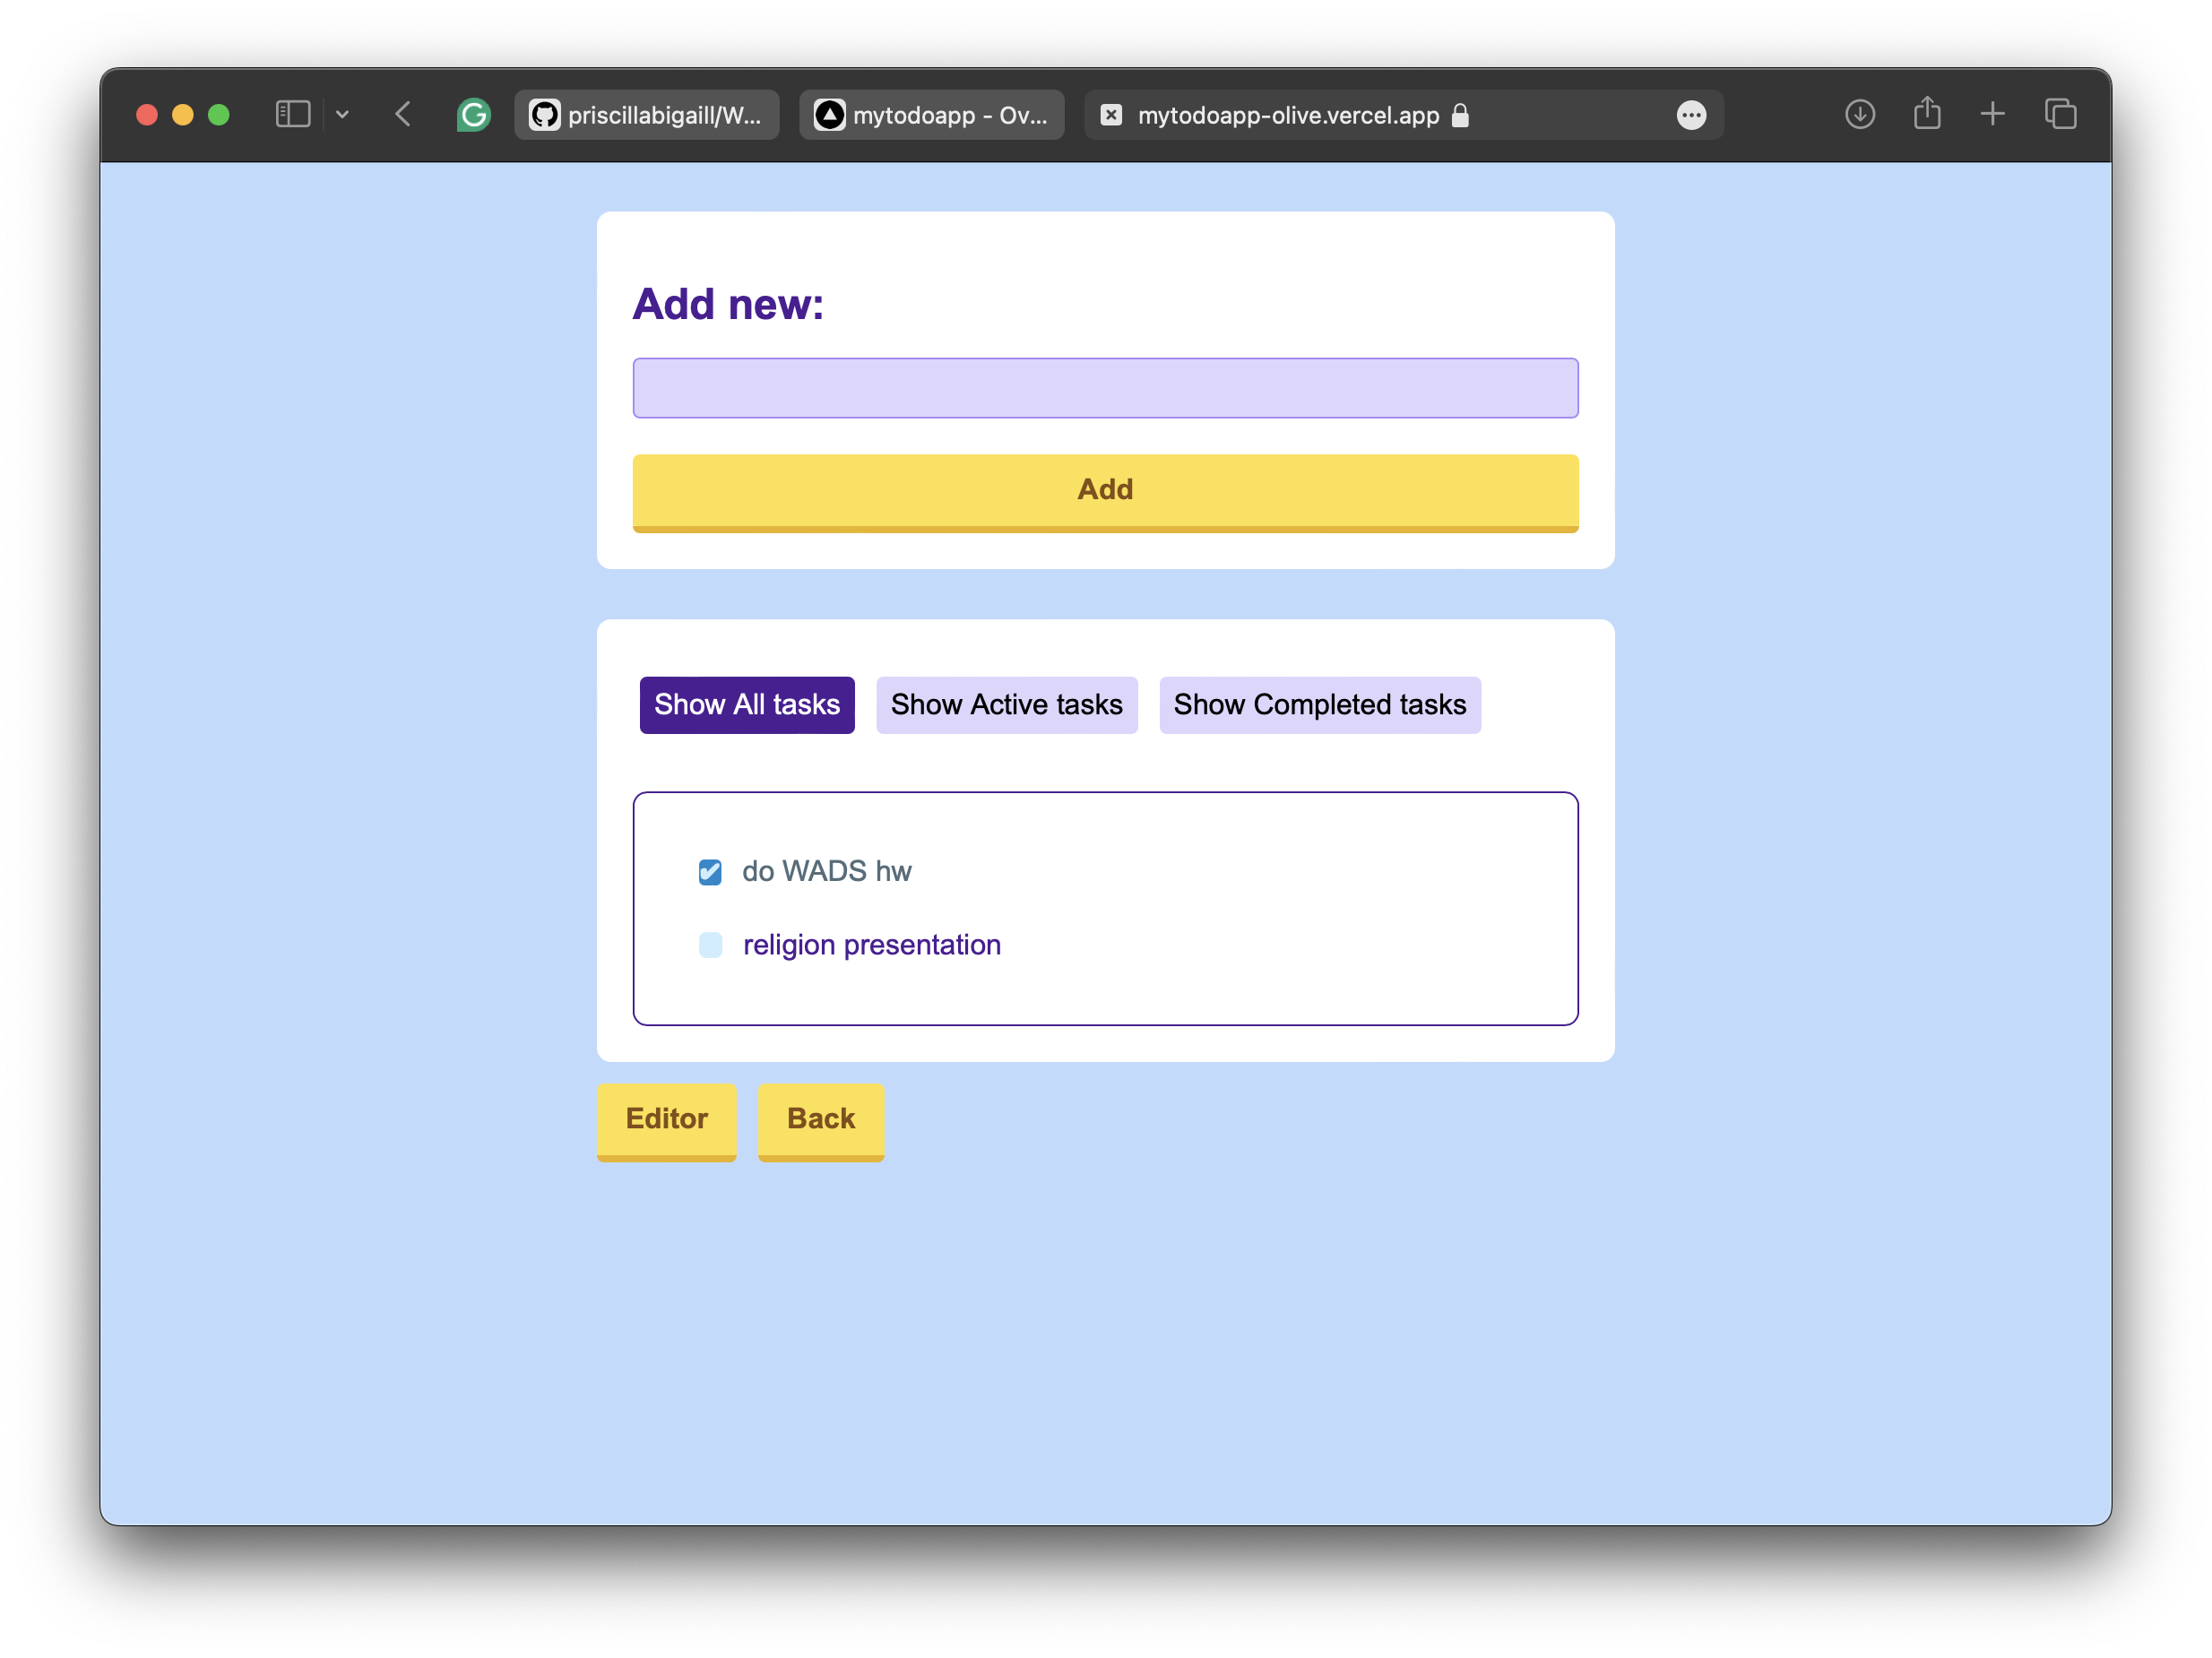 priscillabigaill/W... mytodoapp - Ov... mytodoapp-olive.vercel.app
Add new:
Add
Show All tasks Show Active tasks Show Completed tasks
do WADS hw
religion presentation
Editor Back